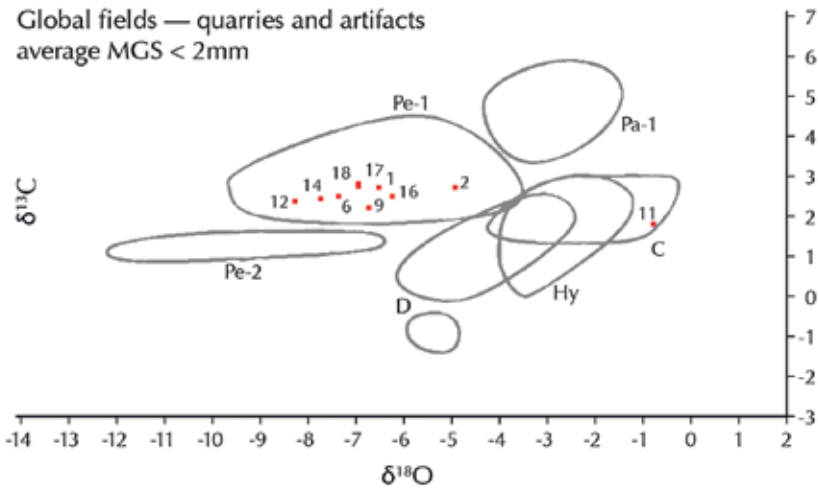 Global fields — quarries and artifacts
average MGS < 2mm
7
6
5
4
3
2
1
0
-1
-2
-3
Pe-1
Pa-1
18 17
14 1
12 6 9 16 2
11
C
Pe-2
D
Hy
δ¹³C
-14 -13 -12 -11 -10 -9 -8 -7 -6 -5 -4 -3 -2 -1 0 1 2
δ¹⁸O